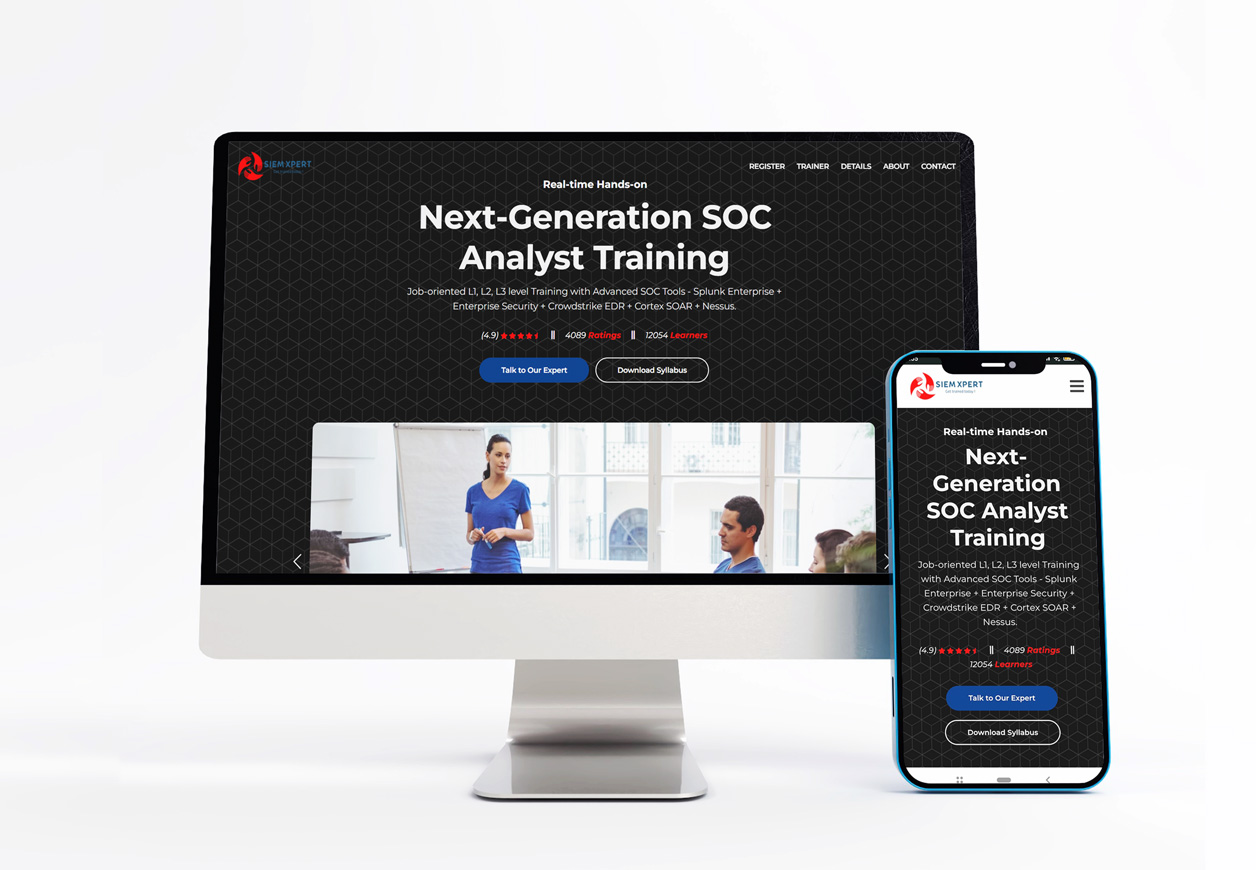 SIEM XPERT
REGISTER TRAINER DETAILS ABOUT CONTACT
Real-time Hands-on
Next-Generation SOC
Analyst Training
Job-oriented L1, L2, L3 level Training with Advanced SOC Tools - Splunk Enterprise +
Enterprise Security + Crowdstrike EDR + Cortex SOAR + Nessus.
(4.9) || 4089 Ratings || 12054 Learners
Talk to Our Expert Download Syllabus
SIEM XPERT
Real-time Hands-on
Next-
Generation
SOC Analyst
Training
Job-oriented L1, L2, L3 level Training
with Advanced SOC Tools - Splunk
Enterprise + Enterprise Security +
Crowdstrike EDR + Cortex SOAR +
Nessus.
(4.9) || 4089 Ratings ||
12054 Learners
Talk to Our Expert
Download Syllabus